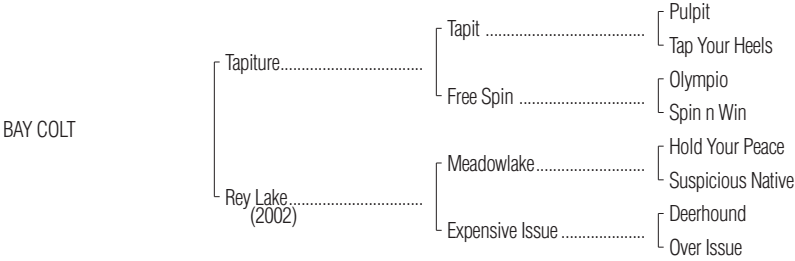 Pulpit
Tapit ........................................
Tap Your Heels
Tapiture...................................
Olympio
Free Spin ................................
Spin n Win
BAY COLT
Hold Your Peace
Meadowlake...........................
Suspicious Native
Rey Lake..................................
(2002)
Deerhound
Expensive Issue .....................
Over Issue